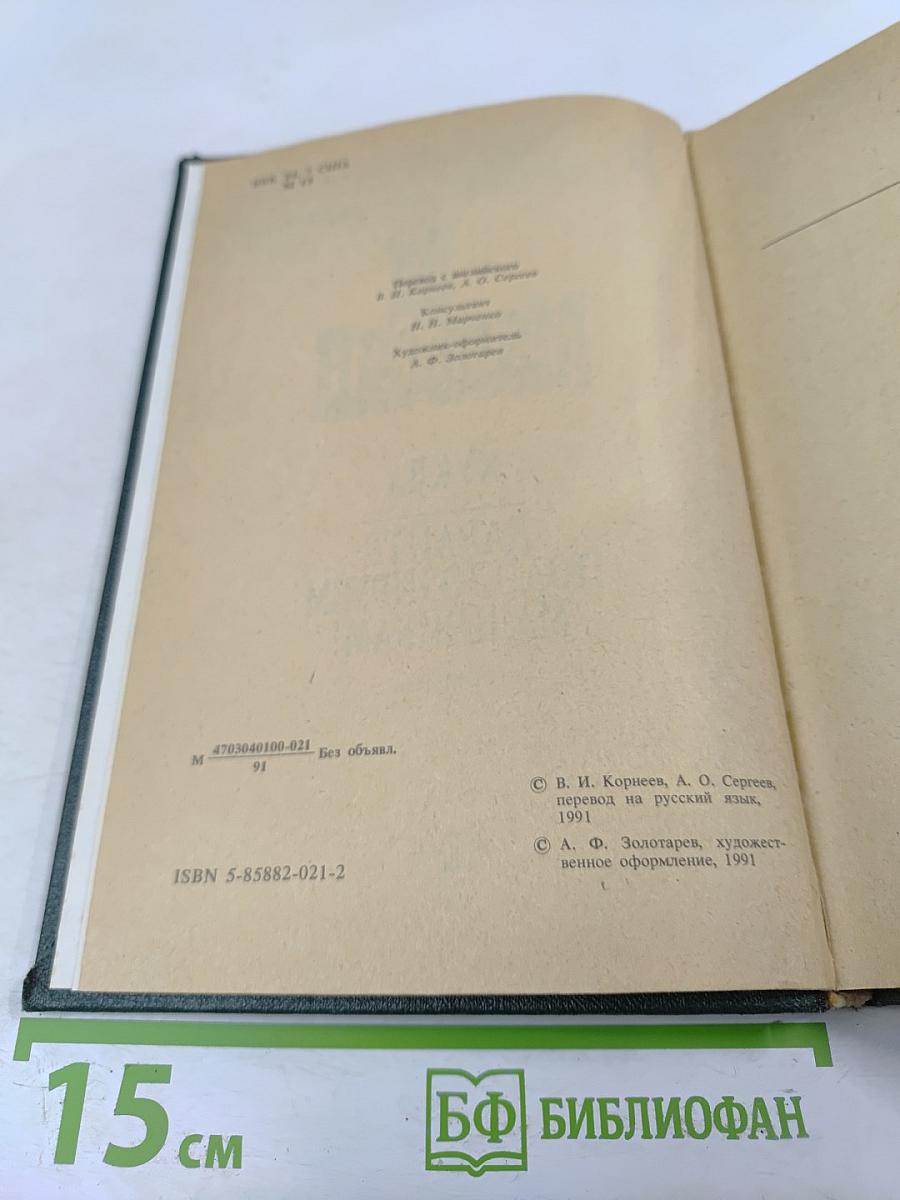 Перевод с английского
В. И. Корнеев, А. О. Сергеев
Консультант
Н. П. Марченко
Художник-оформитель
А. Ф. Золотарев
М 4703040100-021 Без объявл.
91
© В. И. Корнеев, А. О. Сергеев,
перевод на русский язык,
1991
© А. Ф. Золотарев, художест-
венное оформление, 1991
ISBN 5-85882-021-2
15 см
БФ БИБЛИОФАН